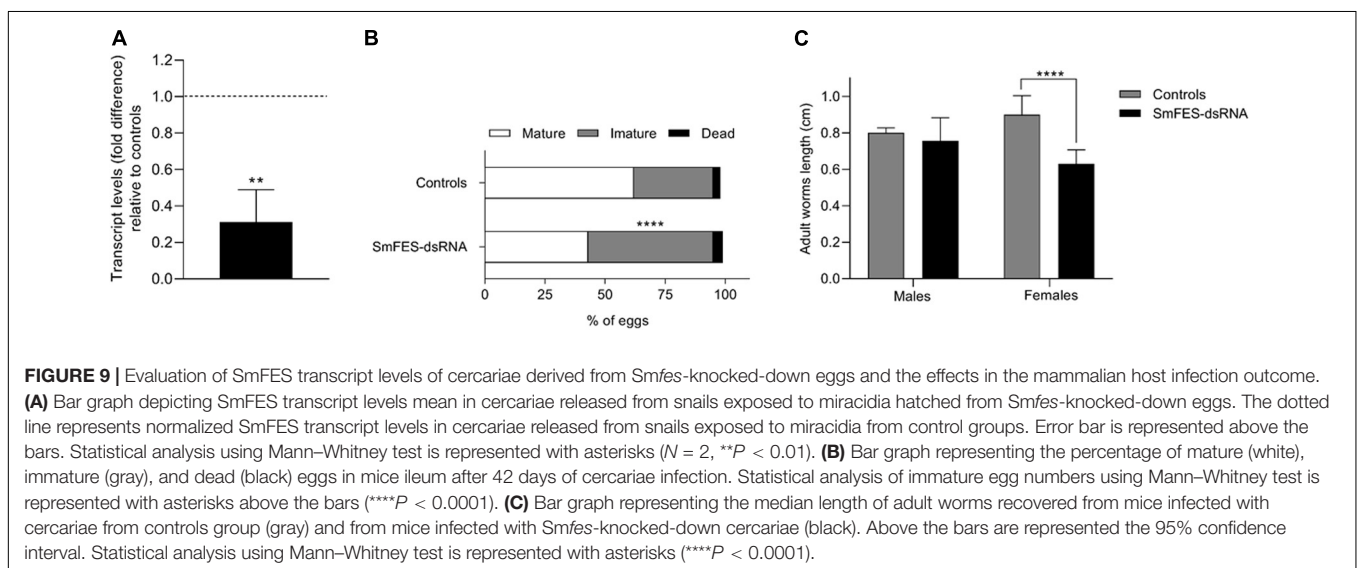 A
Transcript levels (fold difference)
relative to controls
1.2
1.0
0.8
0.6
0.4
0.2
0.0
**
B
Mature Imature Dead
Controls
SmFES-dsRNA
****
0 25 50 75 100
% of eggs
C
Adult worms length (cm)
1.0
0.8
0.6
0.4
0.2
0.0
****
Males Females
Controls
SmFES-dsRNA
FIGURE 9 | Evaluation of SmFES transcript levels of cercariae derived from Smfes-knocked-down eggs and the effects in the mammalian host infection outcome.
(A) Bar graph depicting SmFES transcript levels mean in cercariae released from snails exposed to miracidia hatched from Smfes-knocked-down eggs. The dotted
line represents normalized SmFES transcript levels in cercariae released from snails exposed to miracidia from control groups. Error bar is represented above the
bars. Statistical analysis using Mann–Whitney test is represented with asterisks (N = 2, **P < 0.01). (B) Bar graph representing the percentage of mature (white),
immature (gray), and dead (black) eggs in mice ileum after 42 days of cercariae infection. Statistical analysis of immature egg numbers using Mann–Whitney test is
represented with asterisks above the bars (****P < 0.0001). (C) Bar graph representing the median length of adult worms recovered from mice infected with
cercariae from controls group (gray) and from mice infected with Smfes-knocked-down cercariae (black). Above the bars are represented the 95% confidence
interval. Statistical analysis using Mann–Whitney test is represented with asterisks (****P < 0.0001).